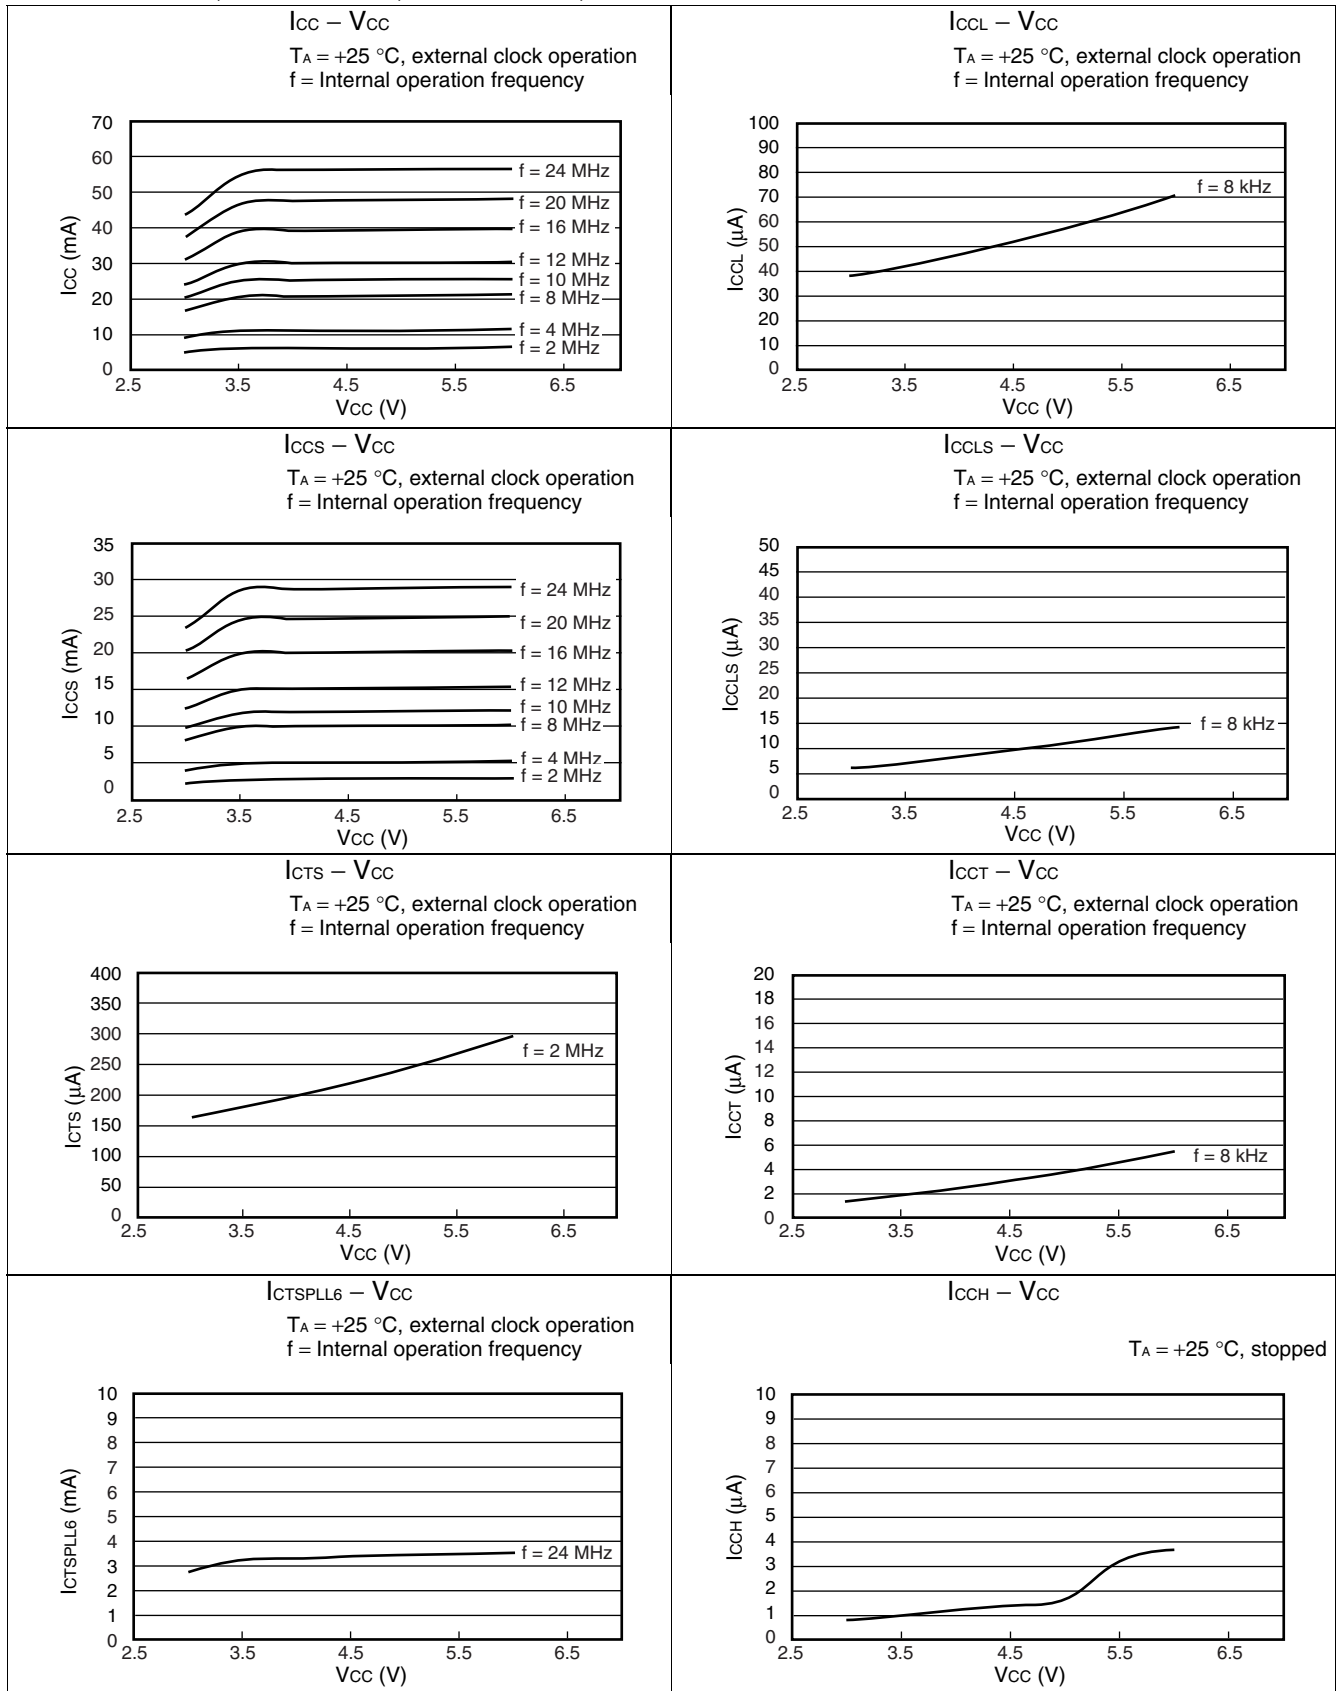 ICC – VCC
TA = +25 °C, external clock operation
f = Internal operation frequency
70
60
50
40
30
20
10
0
ICC (mA)
f = 24 MHz
f = 20 MHz
f = 16 MHz
f = 12 MHz
f = 10 MHz
f = 8 MHz
f = 4 MHz
f = 2 MHz
2.5 3.5 4.5 5.5 6.5
VCC (V)
ICCL – VCC
TA = +25 °C, external clock operation
f = Internal operation frequency
100
90
80
70
60
50
40
30
20
10
0
ICCL (μA)
f = 8 kHz
2.5 3.5 4.5 5.5 6.5
VCC (V)
ICCS – VCC
TA = +25 °C, external clock operation
f = Internal operation frequency
35
30
25
20
15
10
5
0
ICCS (mA)
f = 24 MHz
f = 20 MHz
f = 16 MHz
f = 12 MHz
f = 10 MHz
f = 8 MHz
f = 4 MHz
f = 2 MHz
2.5 3.5 4.5 5.5 6.5
VCC (V)
ICCLS – VCC
TA = +25 °C, external clock operation
f = Internal operation frequency
50
45
40
35
30
25
20
15
10
5
0
ICCLS (μA)
f = 8 kHz
2.5 3.5 4.5 5.5 6.5
VCC (V)
ICTS – VCC
TA = +25 °C, external clock operation
f = Internal operation frequency
400
350
300
250
200
150
100
50
0
ICTS (μA)
f = 2 MHz
2.5 3.5 4.5 5.5 6.5
VCC (V)
ICCT – VCC
TA = +25 °C, external clock operation
f = Internal operation frequency
20
18
16
14
12
10
8
6
4
2
0
ICCT (μA)
f = 8 kHz
2.5 3.5 4.5 5.5 6.5
VCC (V)
ICTSPLL6 – VCC
TA = +25 °C, external clock operation
f = Internal operation frequency
10
9
8
7
6
5
4
3
2
1
0
ICTSPLL6 (mA)
f = 24 MHz
2.5 3.5 4.5 5.5 6.5
VCC (V)
ICCH – VCC
TA = +25 °C, stopped
10
9
8
7
6
5
4
3
2
1
0
ICCH (μA)
2.5 3.5 4.5 5.5 6.5
VCC (V)